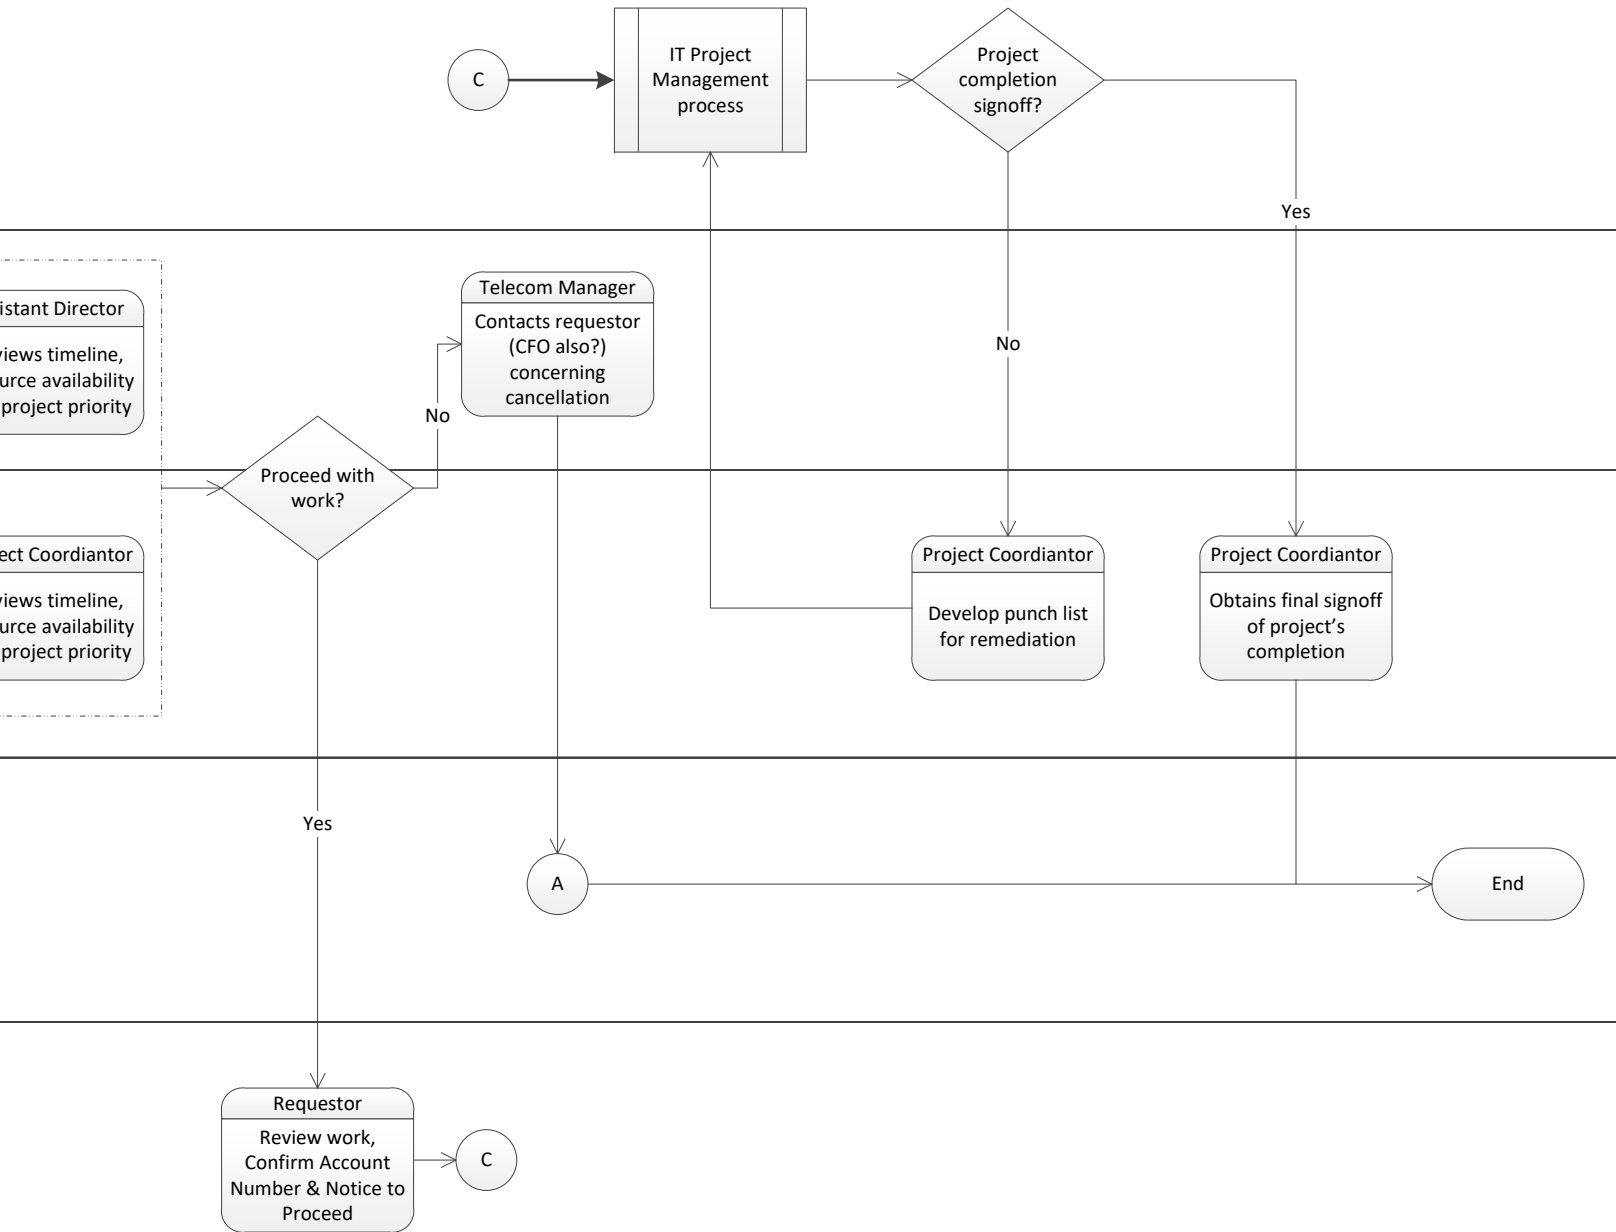 C
IT Project
Management
process
Project
completion
signoff?
Yes
istant Director
iews timeline,
urce availability
project priority
Telecom Manager
Contacts requestor
(CFO also?)
concerning
cancellation
No
No
Proceed with
work?
ect Coordiantor
iews timeline,
urce availability
project priority
Project Coordiantor
Develop punch list
for remediation
Project Coordiantor
Obtains final signoff
of project’s
completion
Yes
A
End
Requestor
Review work,
Confirm Account
Number & Notice to
Proceed
C